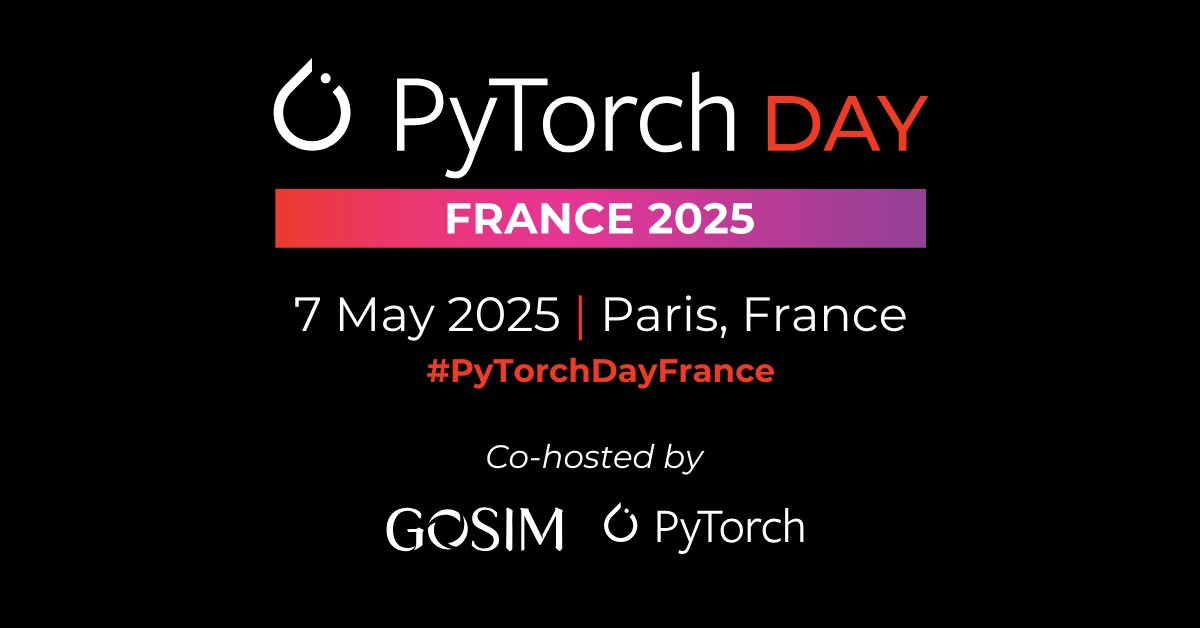 PyTorch DAY
FRANCE 2025
7 May 2025 | Paris, France
#PyTorchDayFrance
Co-hosted by
GOSIM PyTorch